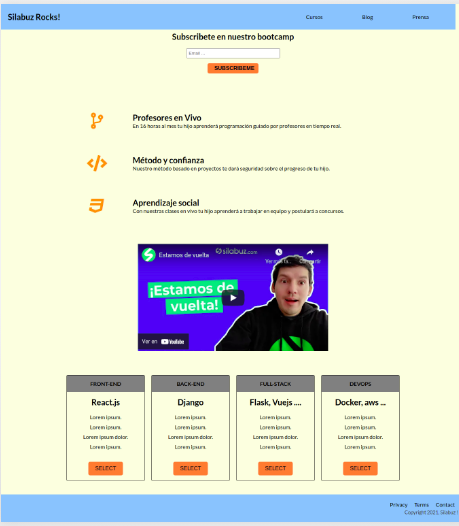 Silabuz Rocks!
Cursos Blog Prensa
Subscribete en nuestro bootcamp
Email ...
SUBSCRIBEME
Profesores en Vivo
En 16 horas al mes tu hijo aprenderá programación guiado por profesores en tiempo real.
Método y confianza
Nuestro método basado en proyectos te dará seguridad sobre el progreso de tu hijo.
Aprendizaje social
Con nuestras clases en vivo tu hijo aprenderá a trabajar en equipo y postulará a concursos.
Estamos de vuelta
silabuz.com
¡Estamos de
vuelta!
Ver en YouTube
FRONT-END
React.js
Lorem ipsum.
Lorem ipsum.
Lorem ipsum dolor.
Lorem ipsum.
SELECT
BACK-END
Django
Lorem ipsum.
Lorem ipsum.
Lorem ipsum dolor.
Lorem ipsum.
SELECT
FULL-STACK
Flask, Vuejs ....
Lorem ipsum.
Lorem ipsum.
Lorem ipsum dolor.
Lorem ipsum.
SELECT
DEVOPS
Docker, aws ...
Lorem ipsum.
Lorem ipsum.
Lorem ipsum dolor.
Lorem ipsum.
SELECT
Privacy Terms Contact
Copyright 2021, Silabuz